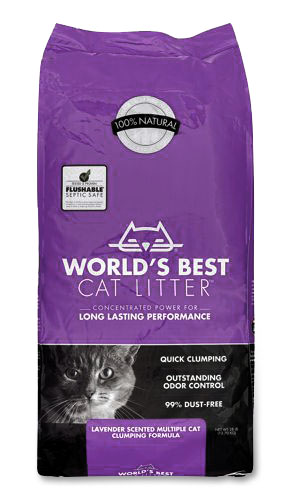 100% NATURAL
FLUSHABLE
SEPTIC SAFE
WORLD'S BEST
CAT LITTER™
CONCENTRATED POWER FOR
LONG LASTING PERFORMANCE
QUICK CLUMPING
OUTSTANDING
ODOR CONTROL
99% DUST-FREE
LAVENDER SCENTED MULTIPLE CAT
CLUMPING FORMULA
WORLD'S BEST